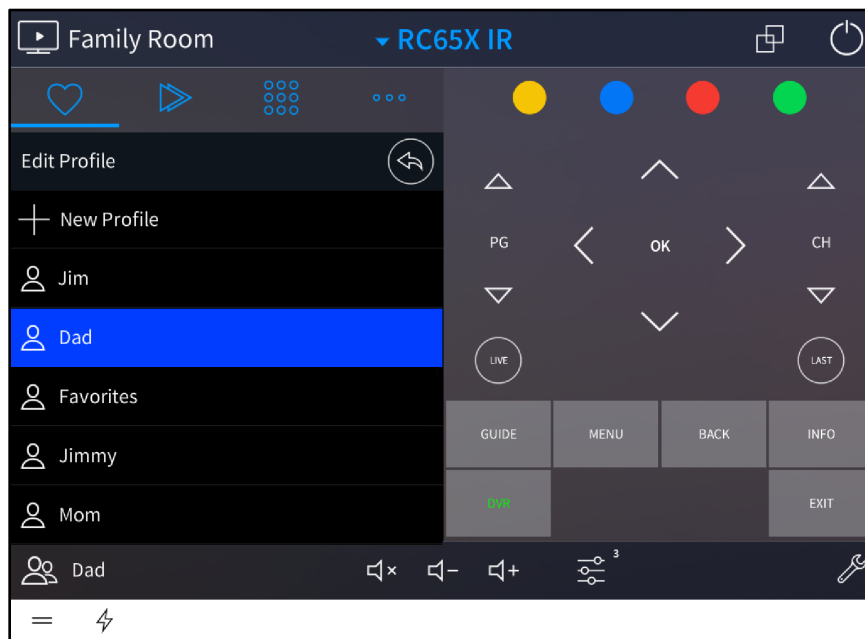 Family Room
RC65X IR
Edit Profile
New Profile
Jim
Dad
Favorites
Jimmy
Mom
PG
OK
CH
LIVE
LAST
GUIDE
MENU
BACK
INFO
DVR
EXIT
Dad
3